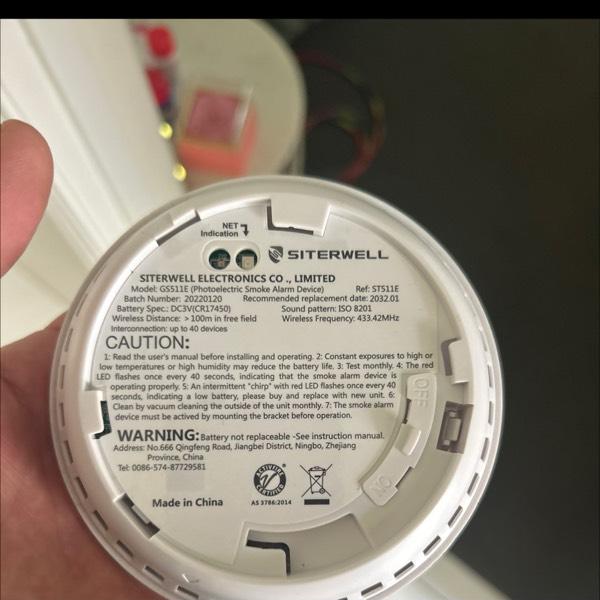 NET
Indication
SITERWELL
SITERWELL ELECTRONICS CO ., LIMITED
Model: GS511E (Photoelectric Smoke Alarm Device) Ref: ST511E
Batch Number: 20220120 Recommended replacement date: 2032.01
Battery Spec.: DC3V(CR17450) Sound pattern: ISO 8201
Wireless Distance: >100m in free field Wireless Frequency: 433.42MHz
Interconnection: up to 40 devices
CAUTION:
1: Read the user's manual before installing and operating. 2: Constant exposures to high or
low temperatures or high humidity may reduce the battery life. 3: Test monthly. 4: The red
LED flashes once every 40 seconds, indicating that the smoke alarm device is
operating properly. 5: An intermittent "chirp" with red LED flashes once every 40
seconds, indicating a low battery, please buy and replace with new unit. 6:
Clean by vacuum cleaning the outside of the unit monthly. 7: The smoke alarm
device must be actived by mounting the bracket before operation.
OFF
WARNING: Battery not replaceable -See instruction manual.
Address: No.666 Qingfeng Road, Jiangbei District, Ningbo, Zhejiang
Province, China
Tel: 0086-574-87729581
ON
ACTIVFIRE
CERTIFIED
Made in China
AS 3786:2014